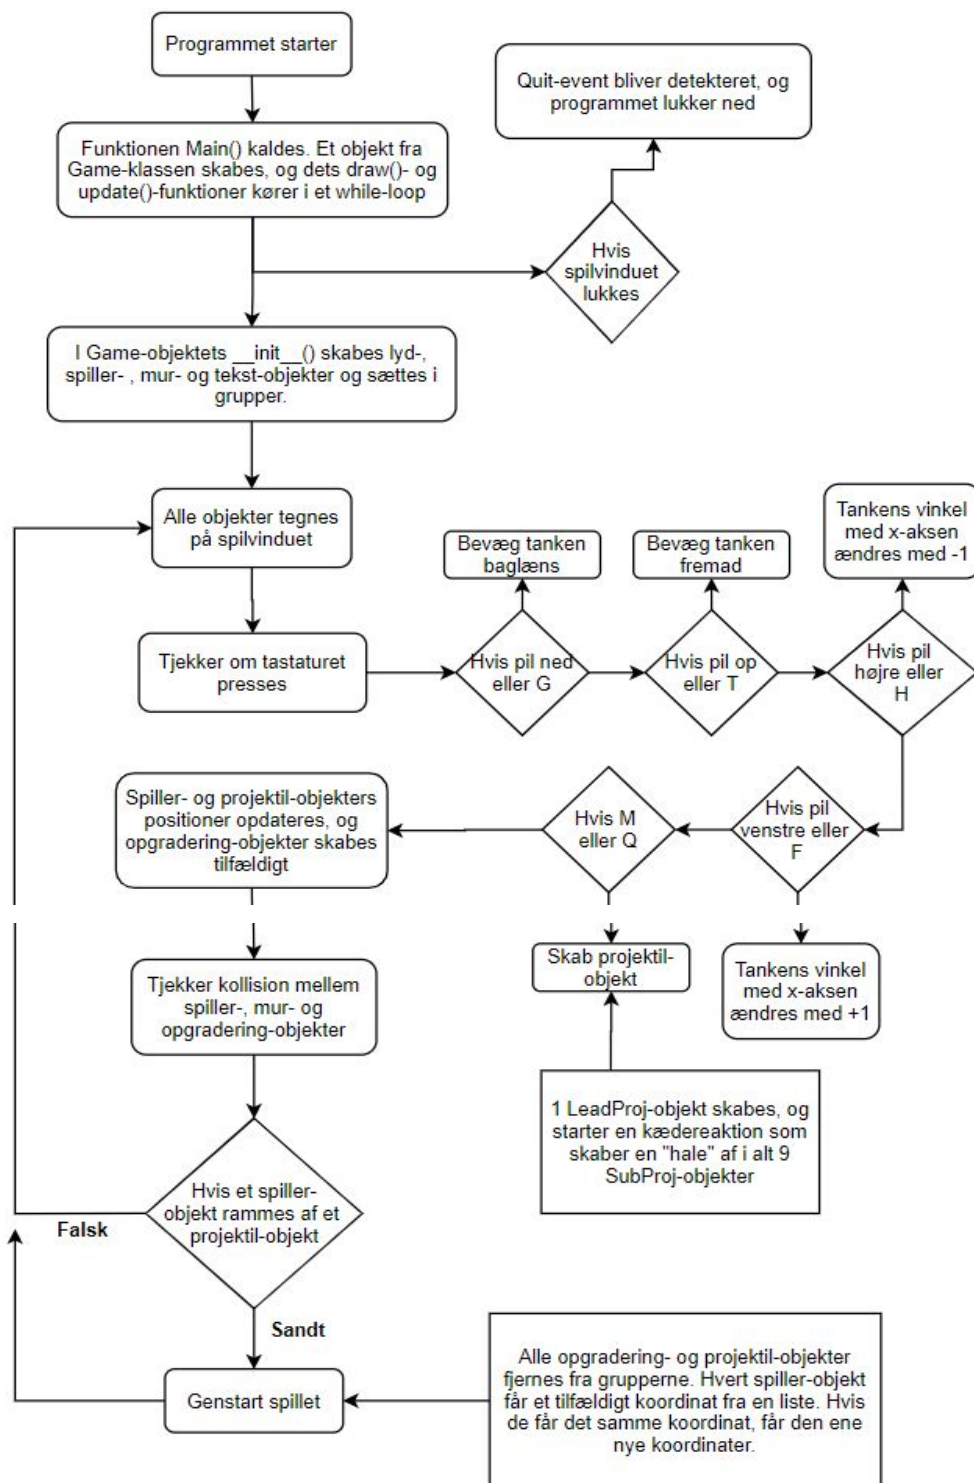 Programmet starter
Quit-event bliver detekteret, og
programmet lukker ned
Funktionen Main() kaldes. Et objekt fra
Game-klassen skabes, og dets draw()- og
update()-funktioner kører i et while-loop
Hvis
spilvinduet
lukkes
I Game-objektets __init__() skabes lyd-,
spiller- , mur- og tekst-objekter og sættes i
grupper.
Alle objekter tegnes
på spilvinduet
Bevæg tanken
baglæns
Bevæg tanken
fremad
Tankens vinkel
med x-aksen
ændres med -1
Tjekker om tastaturet
presses
Hvis pil ned
eller G
Hvis pil op
eller T
Hvis pil
højre eller
H
Spiller- og projektil-objekters
positioner opdateres, og
opgradering-objekter skabes
tilfældigt
Hvis M
eller Q
Hvis pil
venstre eller
F
Tjekker kollision mellem
spiller-, mur- og
opgradering-objekter
Skab projektil-
objekt
Tankens vinkel
med x-aksen
ændres med +1
1 LeadProj-objekt skabes, og
starter en kædereaktion som
skaber en "hale" af i alt 9
SubProj-objekter
Hvis et spiller-
objekt rammes af et
projektil-objekt
Falsk
Sandt
Genstart spillet
Alle opgradering- og projektil-objekter
fjernes fra grupperne. Hvert spiller-objekt
får et tilfældigt koordinat fra en liste. Hvis
de får det samme koordinat, får den ene
nye koordinater.